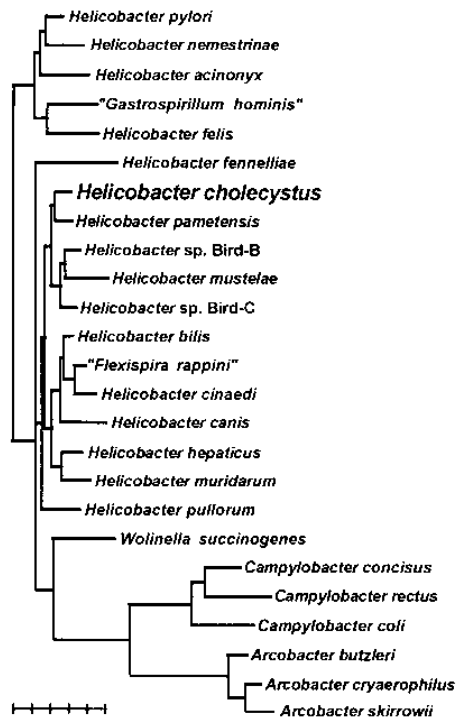 Helicobacter pylori
Helicobacter nemestrinae
Helicobacter acinonyx
"Gastrospirillum hominis"
Helicobacter felis
Helicobacter fennelliae
Helicobacter cholecystus
Helicobacter pametensis
Helicobacter sp. Bird-B
Helicobacter mustelae
Helicobacter sp. Bird-C
Helicobacter bilis
"Flexispira rappini"
Helicobacter cinaedi
Helicobacter canis
Helicobacter hepaticus
Helicobacter muridarum
Helicobacter pullorum
Wolinella succinogenes
Campylobacter concisus
Campylobacter rectus
Campylobacter coli
Arcobacter butzleri
Arcobacter cryaerophilus
Arcobacter skirrowii